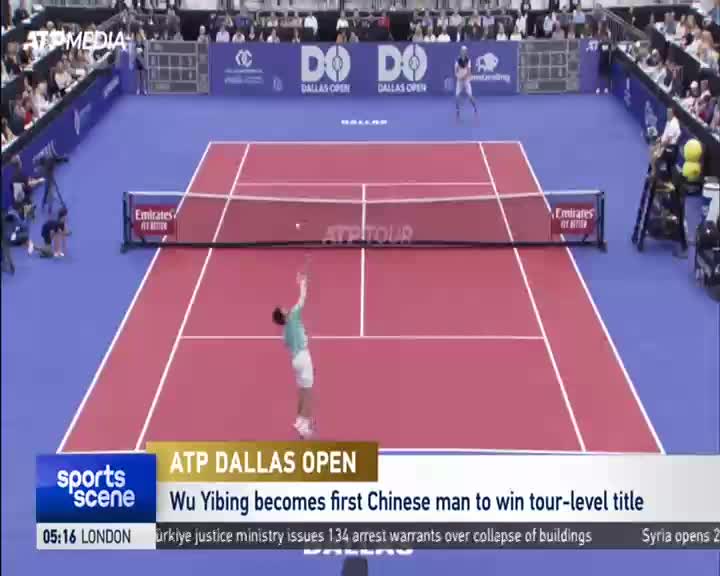 ATP MEDIA
DO
DALLAS OPEN
DO
DALLAS OPEN
DALLAS
Emirates
FLY BETTER
ATP TOUR
Emirates
FLY BETTER
ATP DALLAS OPEN
sports
scene
Wu Yibing becomes first Chinese man to win tour-level title
05:16 LONDON
ürkiye justice ministry issues 134 arrest warrants over collapse of buildings Syria opens 2
DALLAS